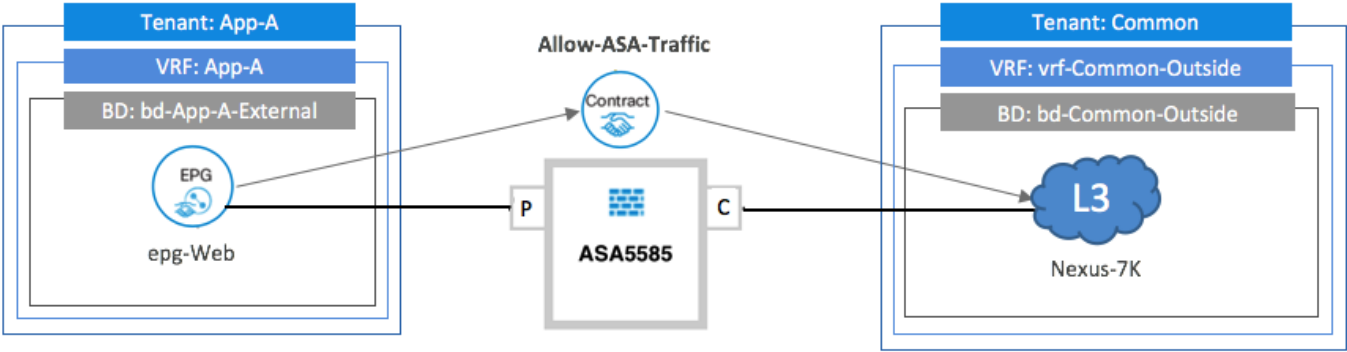 Tenant: App-A
VRF: App-A
BD: bd-App-A-External
EPG
epg-Web
Allow-ASA-Traffic
Contract
P
C
ASA5585
Tenant: Common
VRF: vrf-Common-Outside
BD: bd-Common-Outside
L3
Nexus-7K